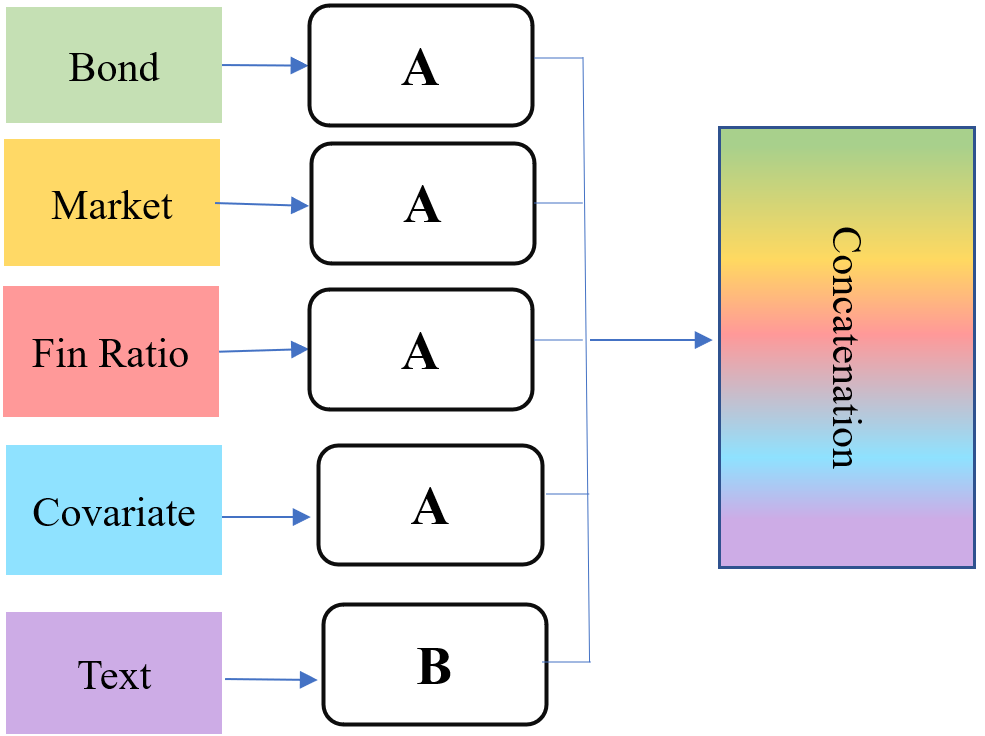 Bond
A
Market
A
Fin Ratio
A
Covariate
A
Text
B
Concatenation